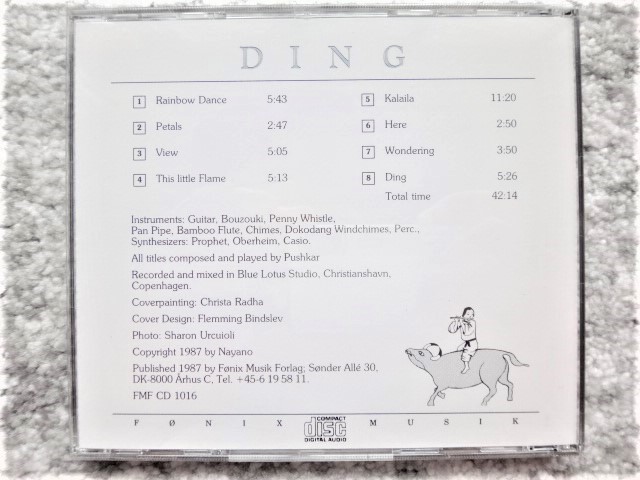 DING
1 Rainbow Dance 5:43
2 Petals 2:47
3 View 5:05
4 This little Flame 5:13
5 Kalaila 11:20
6 Here 2:50
7 Wondering 3:50
8 Ding 5:26
Total time 42:14
Instruments: Guitar, Bouzouki, Penny Whistle,
Pan Pipe, Bamboo Flute, Chimes, Dokodang Windchimes, Perc.,
Synthesizers: Prophet, Oberheim, Casio.
All titles composed and played by Pushkar
Recorded and mixed in Blue Lotus Studio, Christianshavn,
Copenhagen.
Coverpainting: Christa Radha
Cover Design: Flemming Bindslev
Photo: Sharon Urcuioli
Copyright 1987 by Nayano
Published 1987 by Fønix Musik Forlag; Sønder Allé 30,
DK-8000 Århus C, Tel. +45-6 19 58 11.
FMF CD 1016
FØNIX MUSIK
COMPACT
disc
DIGITAL AUDIO